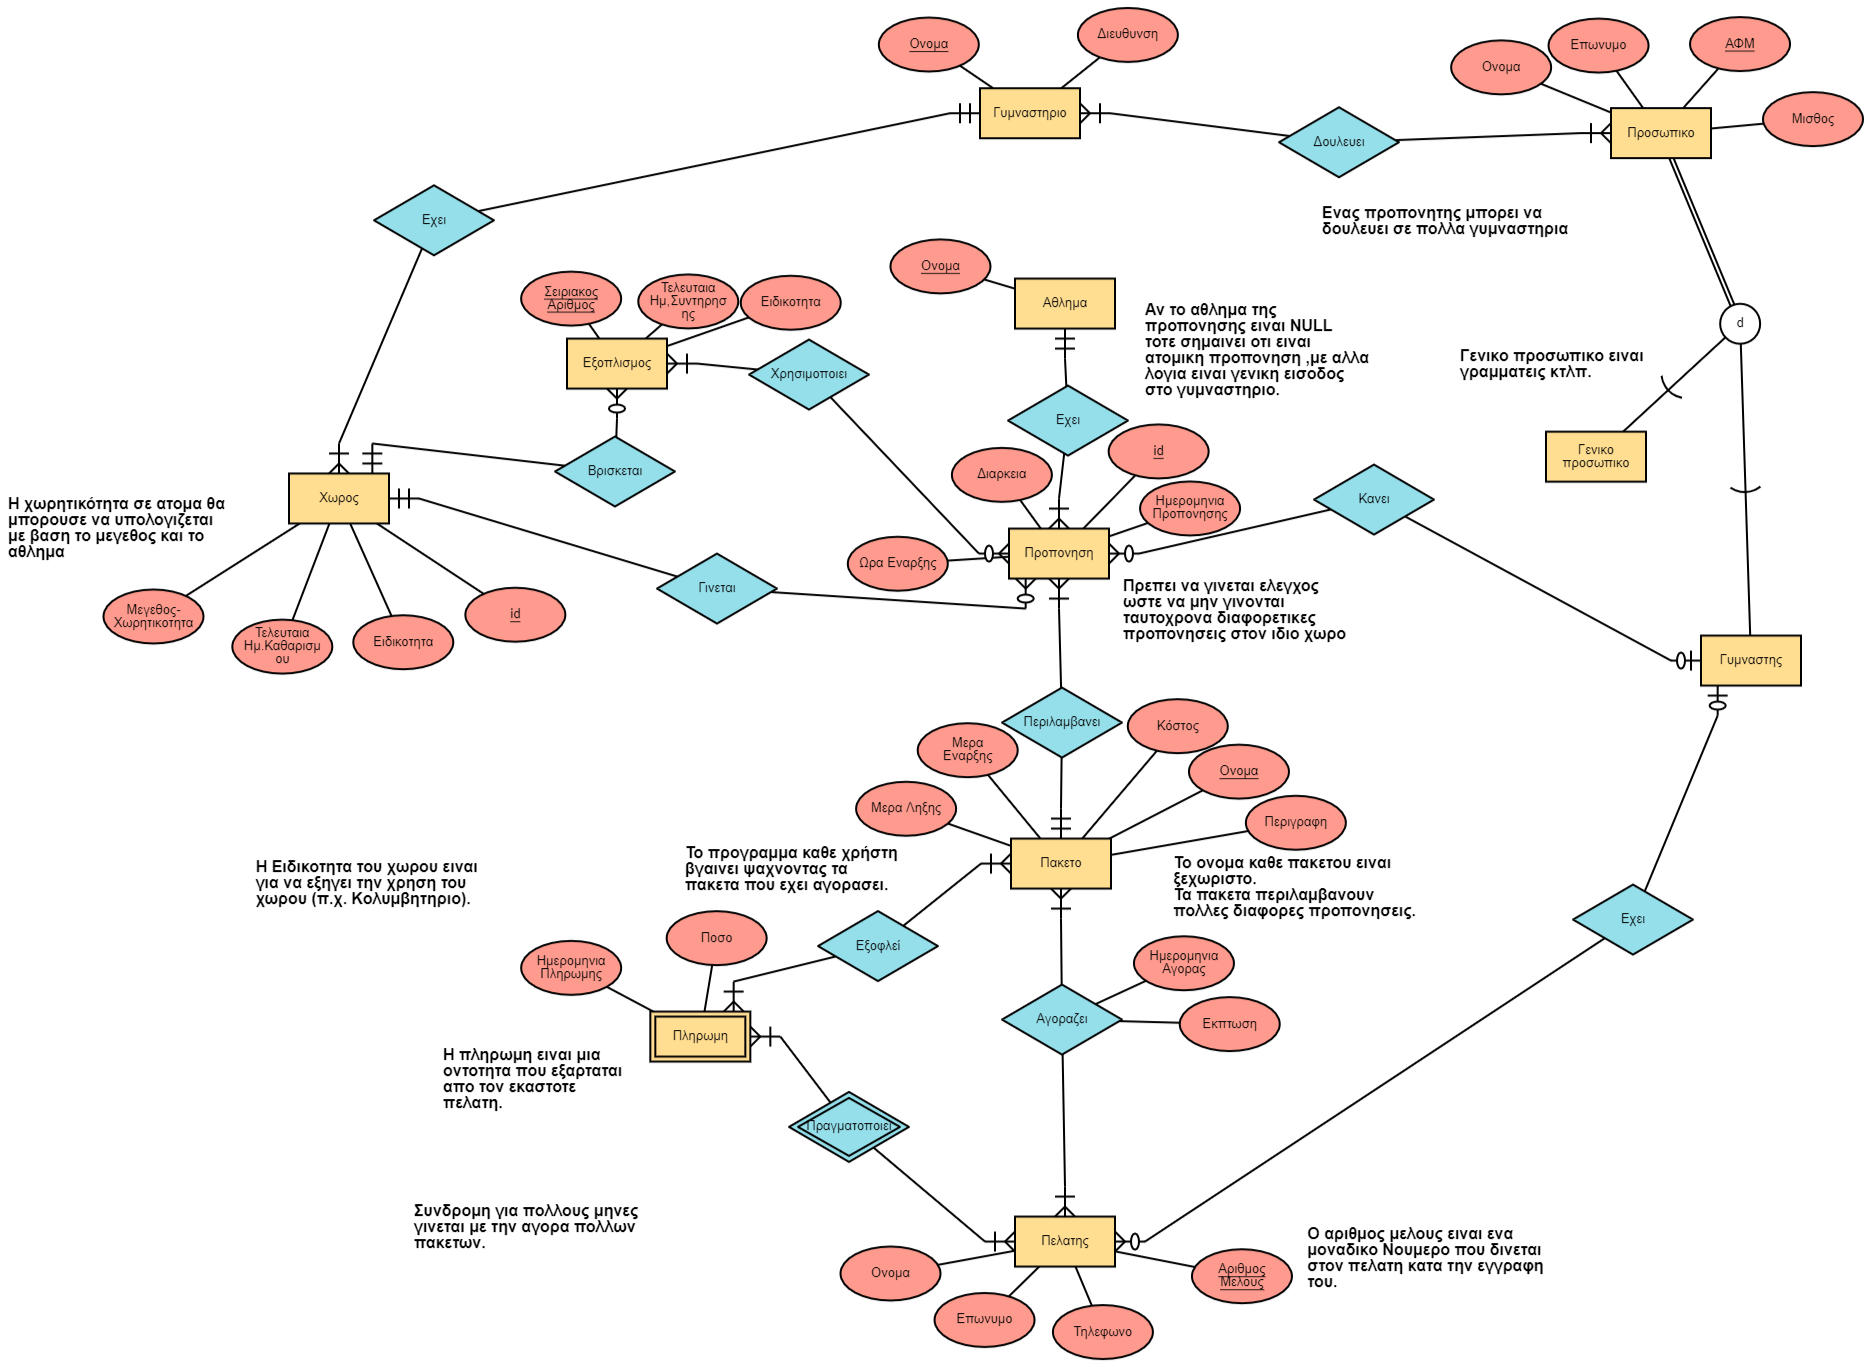 Ονομα
Διευθυνση
Γυμναστηριο
Ονομα
Επωνυμο
ΑΦΜ
Μισθος
Προσωπικο
Δουλευει
Εχει
Ενας προπονητης μπορει να
δουλευει σε πολλα γυμναστηρια
Ονομα
Αθλημα
Σειριακος
Αριθμος
Τελευταια
Ημ,Συντηρησ
ης
Ειδικοτητα
Εξοπλισμος
Χρησιμοποιει
Αν το αθλημα της
προπονησης ειναι NULL
τοτε σημαινει οτι ειναι
ατομικη προπονηση ,με αλλα
λογια ειναι γενικη εισοδος
στο γυμναστηριο.
d
Γενικο προσωπικο ειναι
γραμματεις κτλπ.
Γενικο
προσωπικο
Εχει
Βρισκεται
Διαρκεια
id
Ημερομηνια
Προπονησης
Κανει
Χωρος
Η χωρητικότητα σε ατομα θα
μπορουσε να υπολογιζεται
με βαση το μεγεθος και το
αθλημα
Ωρα Εναρξης
Προπονηση
Γινεται
Πρεπει να γινεται ελεγχος
ωστε να μην γινονται
ταυτοχρονα διαφορετικες
προπονησεις στον ιδιο χωρο
Μεγεθος-
Χωρητικοτητα
Τελευταια
Ημ.Καθαρισμ
ου
Ειδικοτητα
id
Γυμναστης
Περιλαμβανει
Μερα
Εναρξης
Κόστος
Ονομα
Μερα Ληξης
Περιγραφη
Πακετο
Το προγραμμα καθε χρήστη
βγαινει ψαχνοντας τα
πακετα που εχει αγορασει.
Το ονομα καθε πακετου ειναι
ξεχωριστο.
Τα πακετα περιλαμβανουν
πολλες διαφορες προπονησεις.
Η Ειδικοτητα του χωρου ειναι
για να εξηγει την χρηση του
χωρου (π.χ. Κολυμβητηριο).
Εχει
Ποσο
Εξοφλεί
Ημερομηνια
Πληρωμης
Ημερομηνια
Αγορας
Αγοραζει
Εκπτωση
Πληρωμη
Η πληρωμη ειναι μια
οντοτητα που εξαρταται
απο τον εκαστοτε
πελατη.
Πραγματοποιει
Συνδρομη για πολλους μηνες
γινεται με την αγορα πολλων
πακετων.
Πελατης
Ονομα
Επωνυμο
Τηλεφωνο
Αριθμος
Μελους
Ο αριθμος μελους ειναι ενα
μοναδικο Νουμερο που δινεται
στον πελατη κατα την εγγραφη
του.